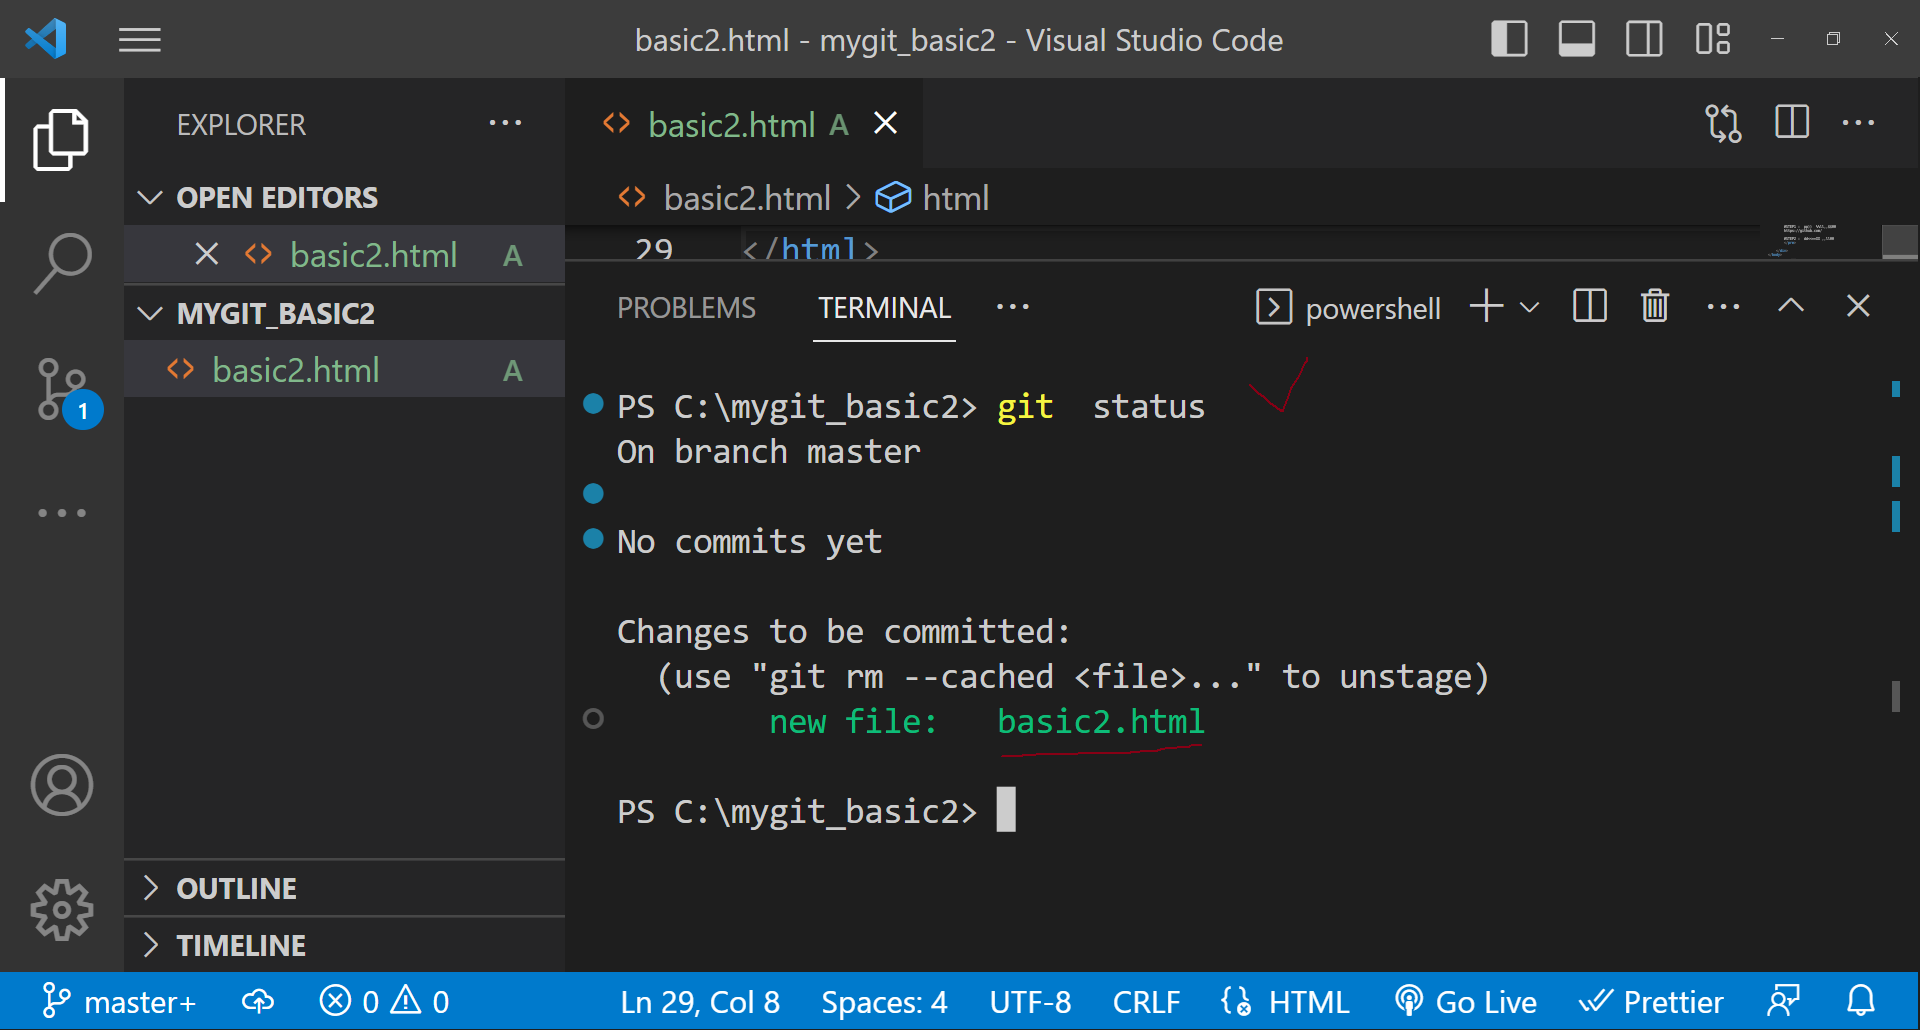 basic2.html - mygit_basic2 - Visual Studio Code
EXPLORER
OPEN EDITORS
basic2.html A
MYGIT_BASIC2
basic2.html A
OUTLINE
TIMELINE
1
basic2.html A
basic2.html > html
29 </html>
PROBLEMS TERMINAL
powershell
PS C:\mygit_basic2> git  status
On branch master
No commits yet
Changes to be committed:
(use "git rm --cached <file>..." to unstage)
new file:   basic2.html
PS C:\mygit_basic2>
master+ 0 0 Ln 29, Col 8 Spaces: 4 UTF-8 CRLF HTML Go Live Prettier